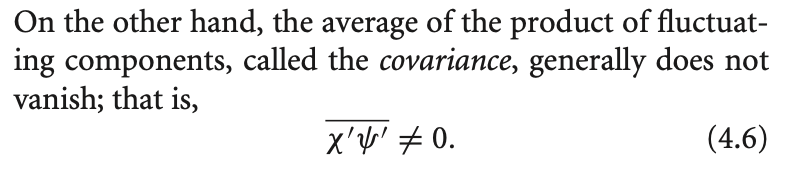 On the other hand, the average of the product of fluctuat-
ing components, called the covariance, generally does not
vanish; that is,
χ′ψ′ ≠ 0. (4.6)